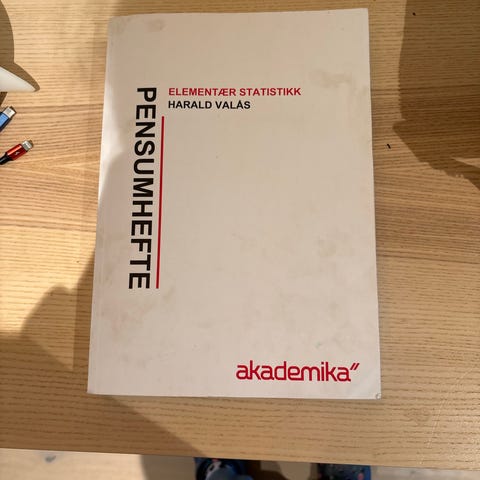 ELEMENTÆR STATISTIKK
HARALD VALÅS
PENSUMHEFTE
akademika